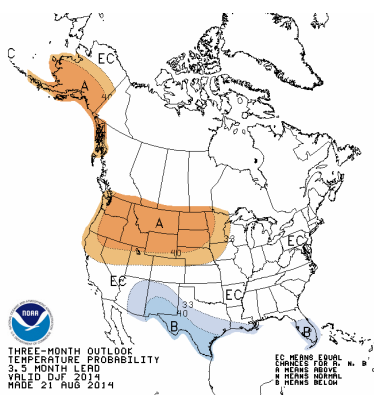 C
EC
40
A
A
33
40
EC
EC
EC
33
40
B
B
NOAA
THREE-MONTH OUTLOOK
TEMPERATURE PROBABILITY
3.5 MONTH LEAD
VALID DJF 2014
MADE 21 AUG 2014
EC MEANS EQUAL
CHANCES FOR A, N, B
A MEANS ABOVE
N MEANS NORMAL
B MEANS BELOW